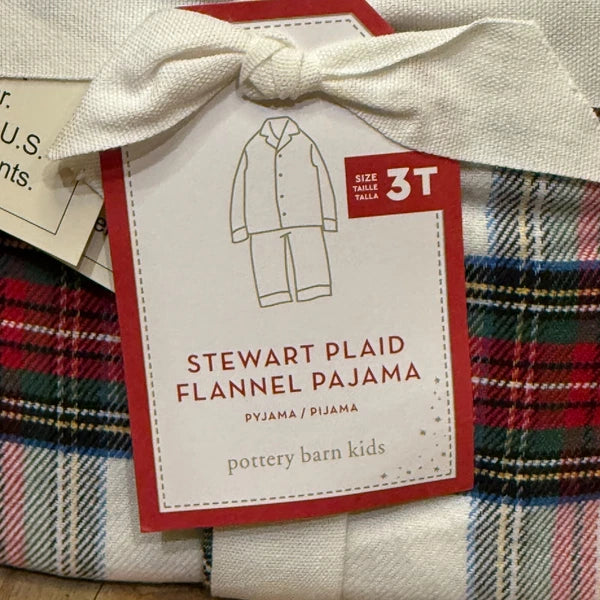 r.
U.S.
nts.
SIZE
TAILLE
TALLA
3T
STEWART PLAID
FLANNEL PAJAMA
PYJAMA / PIJAMA
pottery barn kids